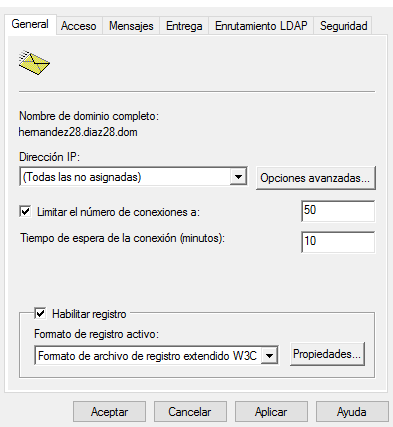 General Acceso Mensajes Entrega Enrutamiento LDAP Seguridad
Nombre de dominio completo:
hernandez28.diaz28.dom
Dirección IP:
(Todas las no asignadas) Opciones avanzadas...
Limitar el número de conexiones a: 50
Tiempo de espera de la conexión (minutos): 10
Habilitar registro
Formato de registro activo:
Formato de archivo de registro extendido W3C Propiedades...
Aceptar Cancelar Aplicar Ayuda